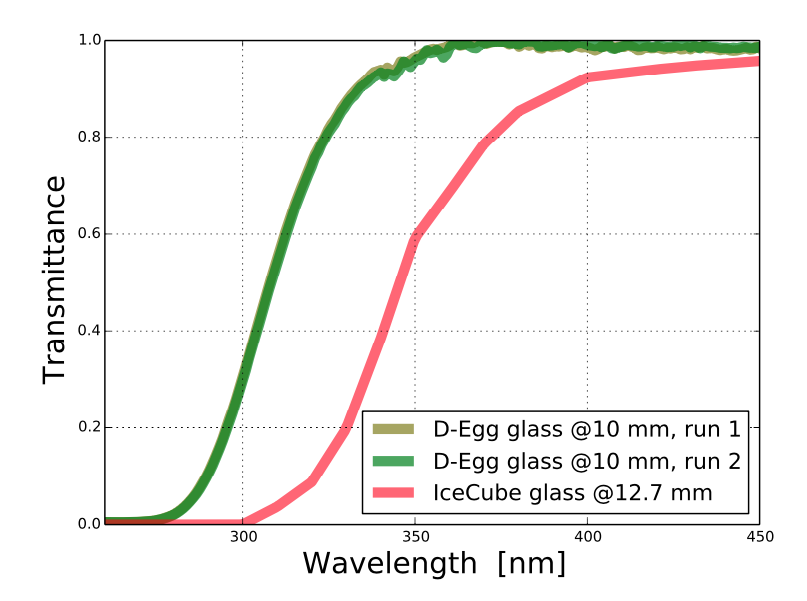 1.0
0.8
0.6
0.4
0.2
0.0
Transmittance
D-Egg glass @10 mm, run 1
D-Egg glass @10 mm, run 2
IceCube glass @12.7 mm
300 350 400 450
Wavelength [nm]